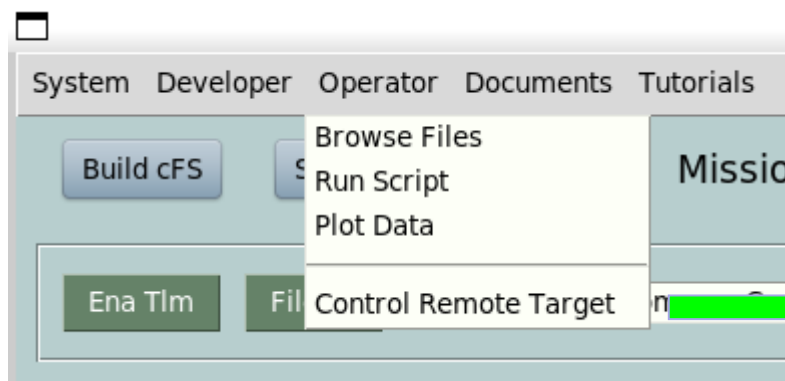 System Developer Operator Documents Tutorials
Browse Files
Build cFS
Run Script
Plot Data
Ena Tlm
Control Remote Target